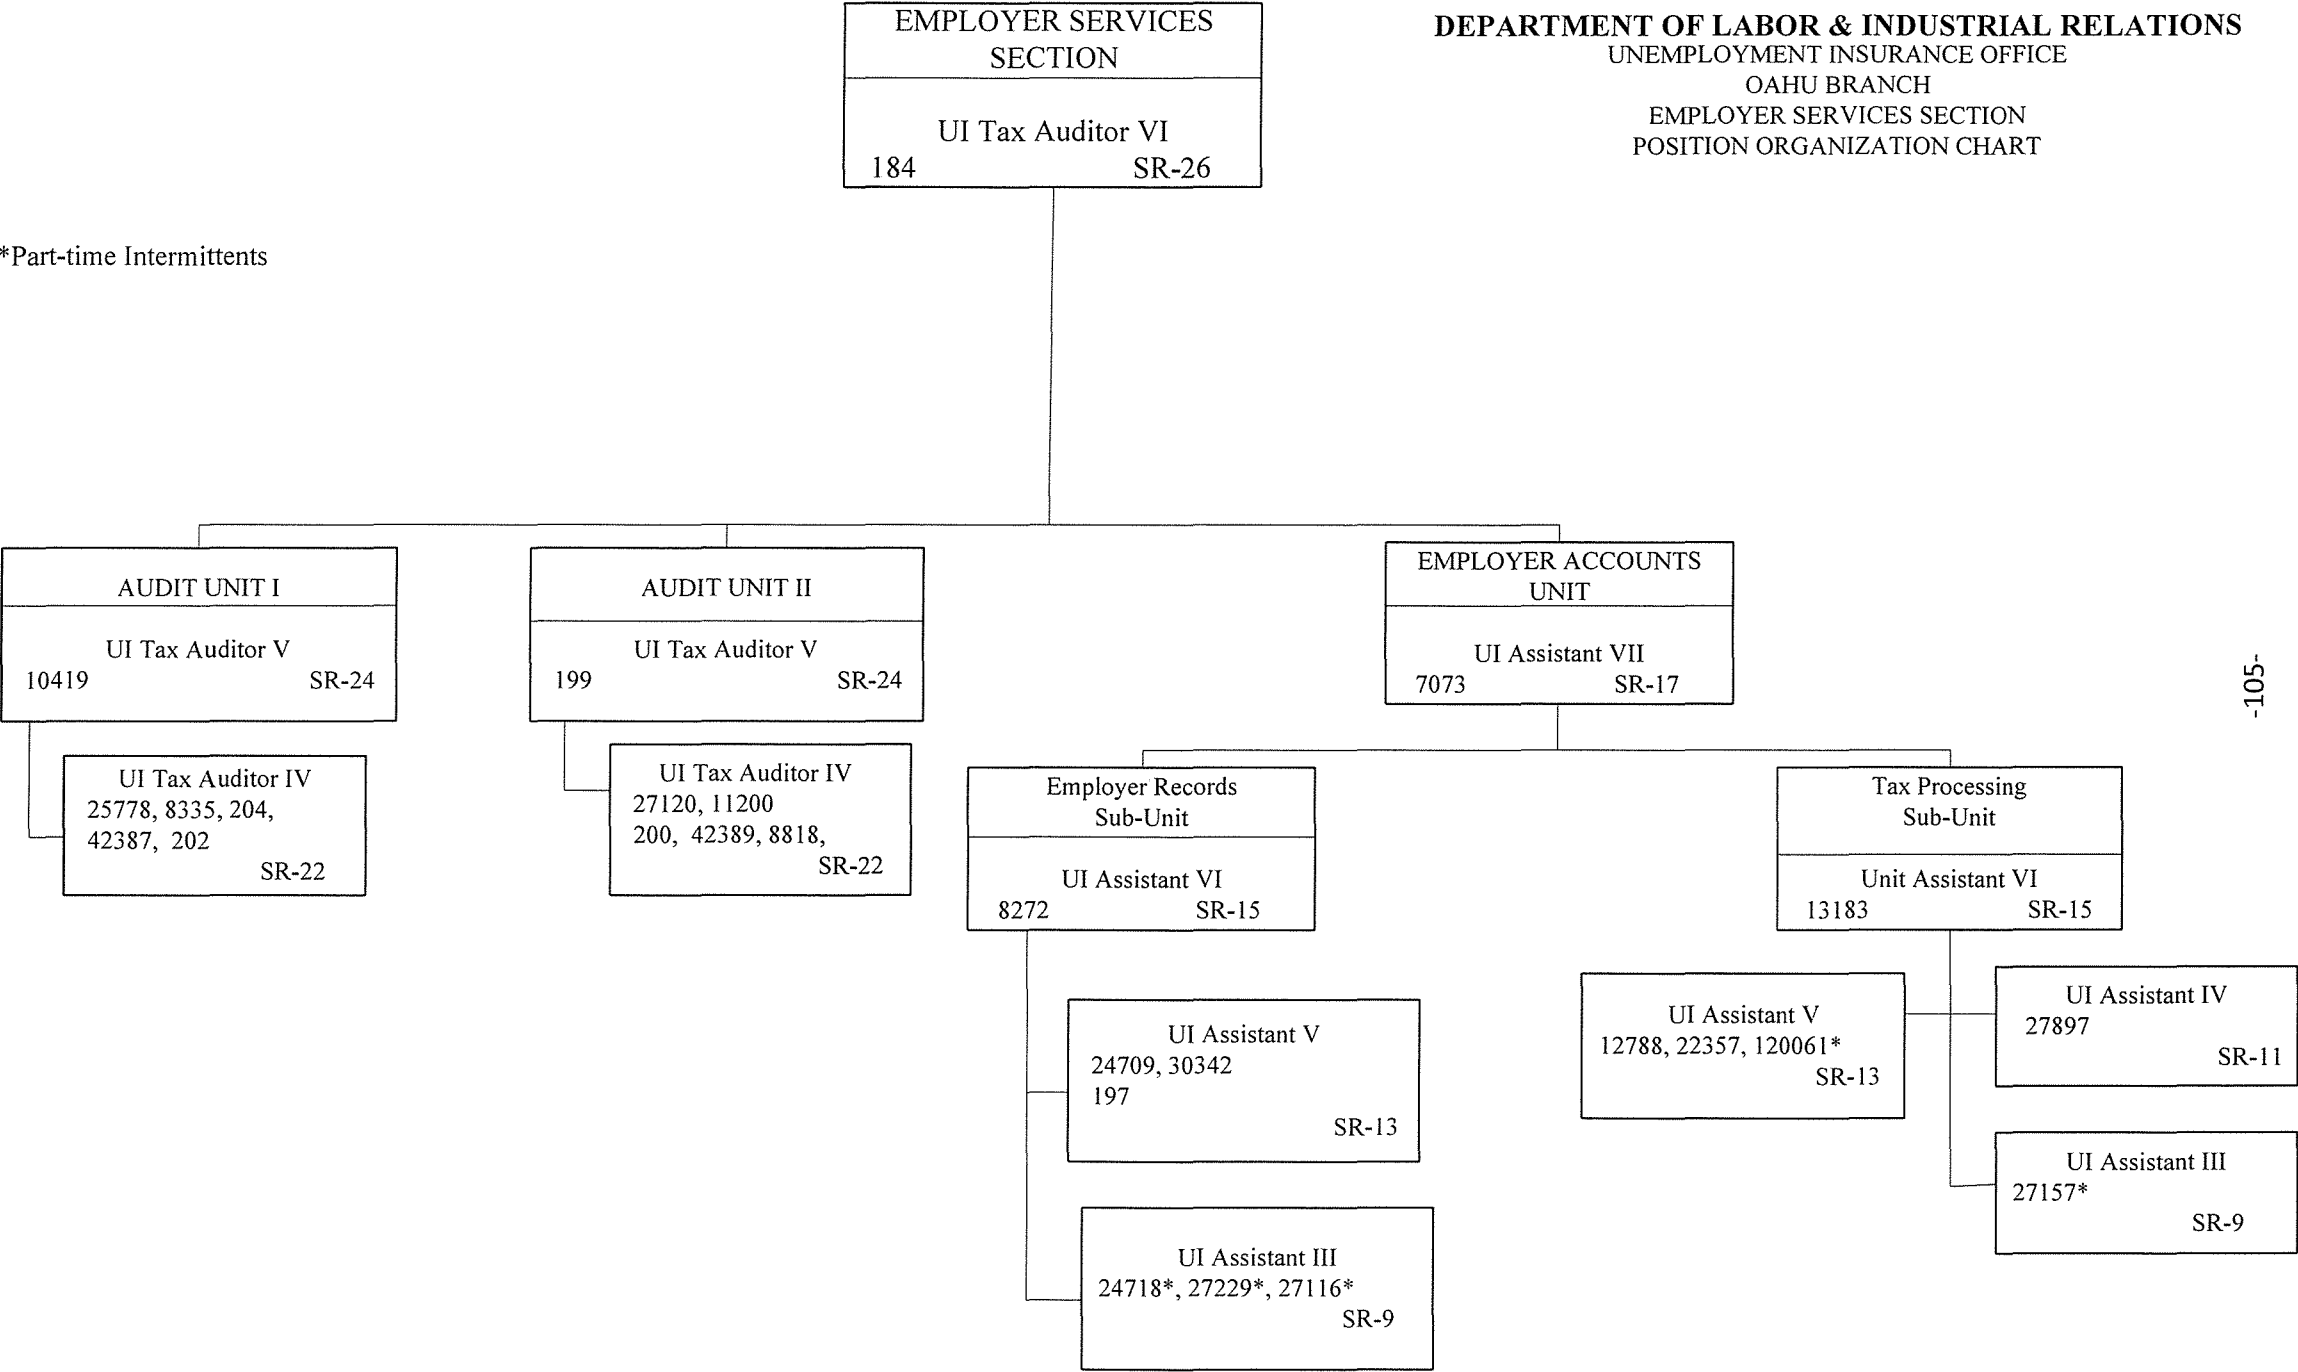 EMPLOYER SERVICES
SECTION
UI Tax Auditor VI
184 SR-26
DEPARTMENT OF LABOR & INDUSTRIAL RELATIONS
UNEMPLOYMENT INSURANCE OFFICE
OAHU BRANCH
EMPLOYER SERVICES SECTION
POSITION ORGANIZATION CHART
*Part-time Intermittents
AUDIT UNIT I
UI Tax Auditor V
10419 SR-24
UI Tax Auditor IV
25778, 8335, 204,
42387, 202
SR-22
AUDIT UNIT II
UI Tax Auditor V
199 SR-24
UI Tax Auditor IV
27120, 11200
200, 42389, 8818,
SR-22
EMPLOYER ACCOUNTS
UNIT
UI Assistant VII
7073 SR-17
Employer Records
Sub-Unit
UI Assistant VI
8272 SR-15
UI Assistant V
24709, 30342
197
SR-13
UI Assistant III
24718*, 27229*, 27116*
SR-9
Tax Processing
Sub-Unit
Unit Assistant VI
13183 SR-15
UI Assistant V
12788, 22357, 120061*
SR-13
UI Assistant IV
27897
SR-11
UI Assistant III
27157*
SR-9
-105-